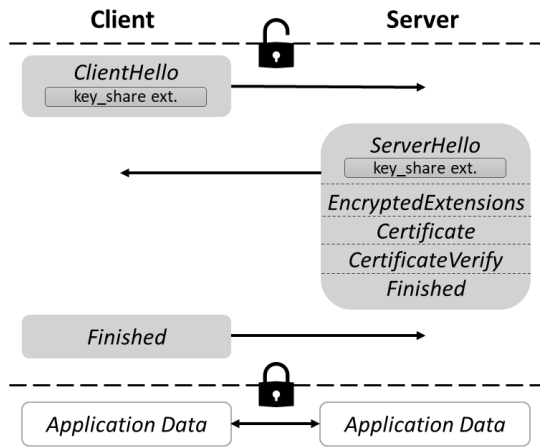 Client Server
ClientHello
key_share ext.
ServerHello
key_share ext.
EncryptedExtensions
Certificate
CertificateVerify
Finished
Finished
Application Data Application Data